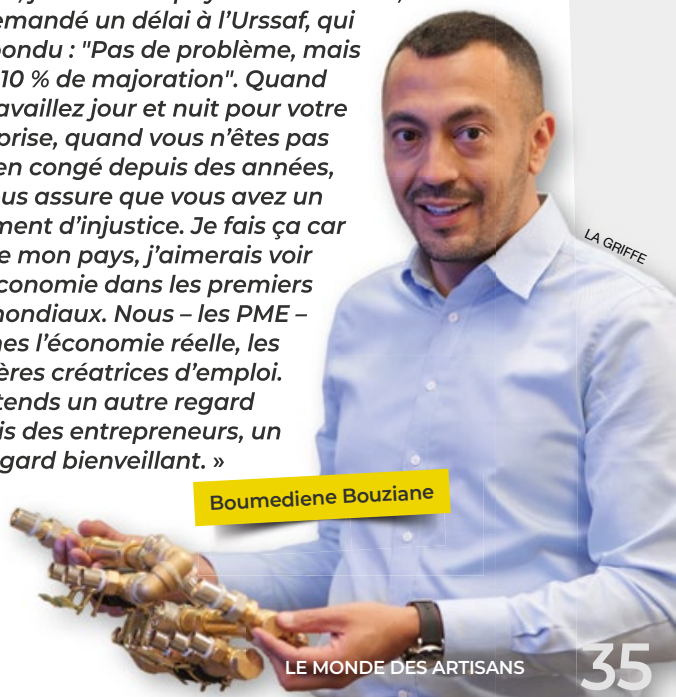 emandé un délai à l’Urssaf, qui
ondu : "Pas de problème, mais
10 % de majoration". Quand
availlez jour et nuit pour votre
prise, quand vous n’êtes pas
en congé depuis des années,
us assure que vous avez un
ment d’injustice. Je fais ça car
e mon pays, j’aimerais voir
conomie dans les premiers
mondiaux. Nous – les PME –
nes l’économie réelle, les
ères créatrices d’emploi.
tends un autre regard
is des entrepreneurs, un
gard bienveillant. »
LA GRIFFE
Boumediene Bouziane
LE MONDE DES ARTISANS 35